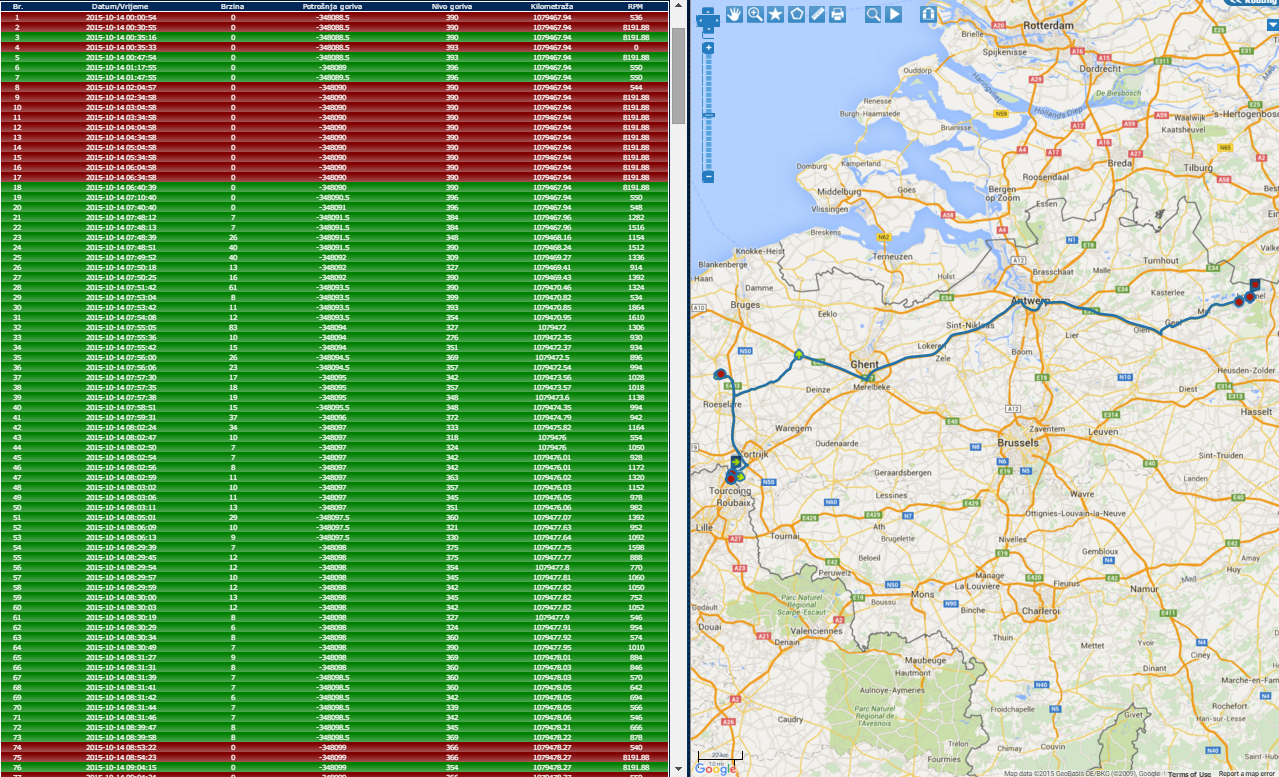 Br. Datum/Vrijeme Brzina Potrošnja goriva Nivo goriva Kilometraža RPM
1 2015-10-14 00:00:54 0 -348088.5 390 1079467.94 536
2 2015-10-14 00:30:55 0 -348088.5 390 1079467.94 8191.88
3 2015-10-14 00:35:16 0 -348088.5 390 1079467.94 8191.88
4 2015-10-14 00:35:33 0 -348088.5 393 1079467.94 0
5 2015-10-14 00:47:54 0 -348088.5 393 1079467.94 8191.88
6 2015-10-14 01:17:55 0 -348089 396 1079467.94 550
7 2015-10-14 01:47:55 0 -348089.5 396 1079467.94 550
8 2015-10-14 02:04:57 0 -348090 390 1079467.94 544
9 2015-10-14 02:34:58 0 -348090 390 1079467.94 8191.88
10 2015-10-14 03:04:58 0 -348090 390 1079467.94 8191.88
11 2015-10-14 03:34:58 0 -348090 390 1079467.94 8191.88
12 2015-10-14 04:04:58 0 -348090 390 1079467.94 8191.88
13 2015-10-14 04:34:58 0 -348090 390 1079467.94 8191.88
14 2015-10-14 05:04:58 0 -348090 390 1079467.94 8191.88
15 2015-10-14 05:34:58 0 -348090 390 1079467.94 8191.88
16 2015-10-14 06:04:58 0 -348090 390 1079467.94 8191.88
17 2015-10-14 06:34:58 0 -348090 390 1079467.94 8191.88
18 2015-10-14 06:40:39 0 -348090 390 1079467.94 8191.88
19 2015-10-14 07:10:40 0 -348090.5 396 1079467.94 550
20 2015-10-14 07:40:40 0 -348091 396 1079467.94 548
21 2015-10-14 07:48:12 7 -348091.5 384 1079467.96 1282
22 2015-10-14 07:48:13 7 -348091.5 384 1079467.96 1516
23 2015-10-14 07:48:39 26 -348091.5 348 1079468.16 1154
24 2015-10-14 07:48:51 40 -348091.5 390 1079468.24 1512
25 2015-10-14 07:49:52 40 -348092 309 1079469.27 1336
26 2015-10-14 07:50:18 13 -348092 327 1079469.41 914
27 2015-10-14 07:50:25 16 -348092 390 1079469.43 1392
28 2015-10-14 07:51:42 61 -348093.5 390 1079470.46 1324
29 2015-10-14 07:53:04 8 -348093.5 399 1079470.82 534
30 2015-10-14 07:53:42 11 -348093.5 393 1079470.85 1864
31 2015-10-14 07:54:08 12 -348093.5 354 1079470.95 1610
32 2015-10-14 07:55:05 83 -348094 327 1079472 1306
33 2015-10-14 07:55:36 10 -348094 276 1079472.35 930
34 2015-10-14 07:55:42 15 -348094 351 1079472.37 934
35 2015-10-14 07:56:00 26 -348094.5 369 1079472.5 896
36 2015-10-14 07:56:06 23 -348094.5 357 1079472.54 994
37 2015-10-14 07:57:30 17 -348095 342 1079473.56 1028
38 2015-10-14 07:57:35 18 -348095 357 1079473.57 1018
39 2015-10-14 07:57:38 19 -348095 348 1079473.6 1138
40 2015-10-14 07:58:51 15 -348095.5 348 1079474.35 994
41 2015-10-14 07:59:31 37 -348096 372 1079474.79 942
42 2015-10-14 08:02:24 34 -348097 333 1079475.82 1164
43 2015-10-14 08:02:47 10 -348097 318 1079476 554
44 2015-10-14 08:02:50 7 -348097 324 1079476 1050
45 2015-10-14 08:02:54 7 -348097 342 1079476.01 928
46 2015-10-14 08:02:56 8 -348097 342 1079476.01 1172
47 2015-10-14 08:02:59 11 -348097 363 1079476.02 1320
48 2015-10-14 08:03:02 10 -348097 357 1079476.03 1152
49 2015-10-14 08:03:06 11 -348097 345 1079476.05 978
50 2015-10-14 08:03:11 13 -348097 351 1079476.06 982
51 2015-10-14 08:05:01 29 -348097.5 360 1079477.07 1392
52 2015-10-14 08:06:09 10 -348097.5 321 1079477.63 952
53 2015-10-14 08:06:13 9 -348097.5 330 1079477.64 1092
54 2015-10-14 08:29:39 7 -348098 375 1079477.75 1598
55 2015-10-14 08:29:45 12 -348098 375 1079477.77 888
56 2015-10-14 08:29:54 12 -348098 354 1079477.8 770
57 2015-10-14 08:29:57 10 -348098 345 1079477.81 1060
58 2015-10-14 08:29:59 12 -348098 342 1079477.82 1050
59 2015-10-14 08:30:00 13 -348098 345 1079477.82 752
60 2015-10-14 08:30:03 12 -348098 342 1079477.82 1052
61 2015-10-14 08:30:19 8 -348098 327 1079477.9 546
62 2015-10-14 08:30:29 6 -348098 324 1079477.91 954
63 2015-10-14 08:30:34 8 -348098 360 1079477.92 574
64 2015-10-14 08:30:49 7 -348098 390 1079477.95 1010
65 2015-10-14 08:31:27 9 -348098 369 1079478.01 884
66 2015-10-14 08:31:31 8 -348098 360 1079478.03 846
67 2015-10-14 08:31:39 7 -348098.5 360 1079478.03 570
68 2015-10-14 08:31:41 7 -348098.5 360 1079478.05 642
69 2015-10-14 08:31:42 6 -348098.5 342 1079478.05 694
70 2015-10-14 08:31:44 7 -348098.5 339 1079478.05 566
71 2015-10-14 08:31:46 7 -348098.5 342 1079478.06 546
72 2015-10-14 08:39:47 8 -348098.5 345 1079478.21 666
73 2015-10-14 08:39:58 8 -348098.5 369 1079478.22 878
74 2015-10-14 08:53:22 0 -348099 366 1079478.27 540
75 2015-10-14 08:54:23 0 -348099 366 1079478.27 8191.88
76 2015-10-14 09:04:15 0 -348099 354 1079478.27 8191.88
<< Routing
Rotterdam
Brielle
Spijkenisse
Ouddorp
Dordrecht
De Biesbosch
Haringvliet
Hollands Diep
Renesse
Burgh-Haamstede
Bruinisse
Waalwijk
Kaatsheuvel
's-Hertogenbosch
Domburg
Kamperland
Breda
Tilburg
Roosendaal
Middelburg
Goes
Bergen op Zoom
Vlissingen
Essen
Breskens
Knokke-Heist
Terneuzen
Blankenberge
Haan
Damme
Hulst
Brasschaat
Malle
Turnhout
Kasterlee
Bruges
Eeklo
Antwerp
Sint-Niklaas
Lier
Olen
Geel
Lokeren
Zele
Boom
Ghent
Merelbeke
Deinze
Roeselare
Heusden-Zolder
Diest
Hasselt
Waregem
Oudenaarde
Zaventem
Leuven
Brussels
Kortrijk
Geraardsbergen
Sint-Truiden
Landen
Tourcoing
Roubaix
Lessines
Wavre
Ottignies-Louvain-la-Neuve
Lille
Tournai
Ath
Brugelette
Nivelles
Gembloux
Amay
Huy
Peruwelz
Beloeil
Manage
La Louvière
Fleurus
Namur
Parc Naturel Régional Scarpe-Escaut
Boussu
Mons
Binche
Charleroi
Douai
Valenciennes
Denain
Thuin
Mettet
Yvoir
Ciney
Maubeuge
Hautmont
Dinant
Marche-en-Fam
Aulnoye-Aymeries
Parc Naturel Régional de l'Avesnois
Caudry
Froidchapelle
Givet
Rochefort
Han-sur-Lesse
Trélon
Chimay
Couvin
Fourmies
20 km
10 mi
Google
Map data ©2015 GeoBasis-DE/BKG (©2009), Google Terms of Use Report a map error